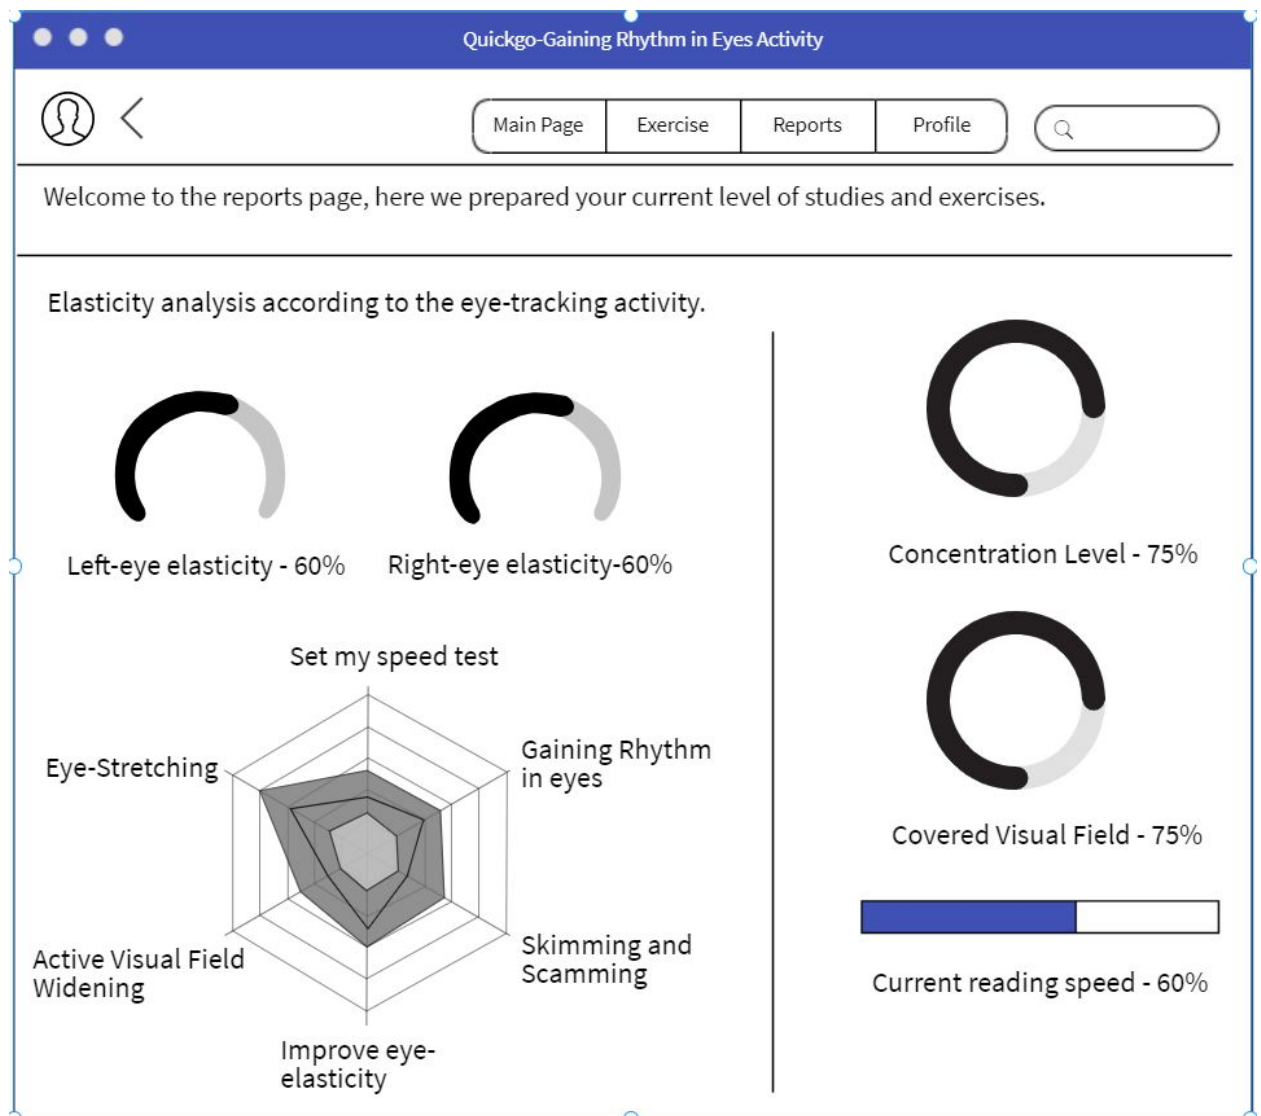 Quickgo-Gaining Rhythm in Eyes Activity
Main Page
Exercise
Reports
Profile
Welcome to the reports page, here we prepared your current level of studies and exercises.
Elasticity analysis according to the eye-tracking activity.
Left-eye elasticity - 60%
Right-eye elasticity-60%
Set my speed test
Gaining Rhythm
in eyes
Eye-Stretching
Active Visual Field
Widening
Skimming and
Scamming
Improve eye-
elasticity
Concentration Level - 75%
Covered Visual Field - 75%
Current reading speed - 60%